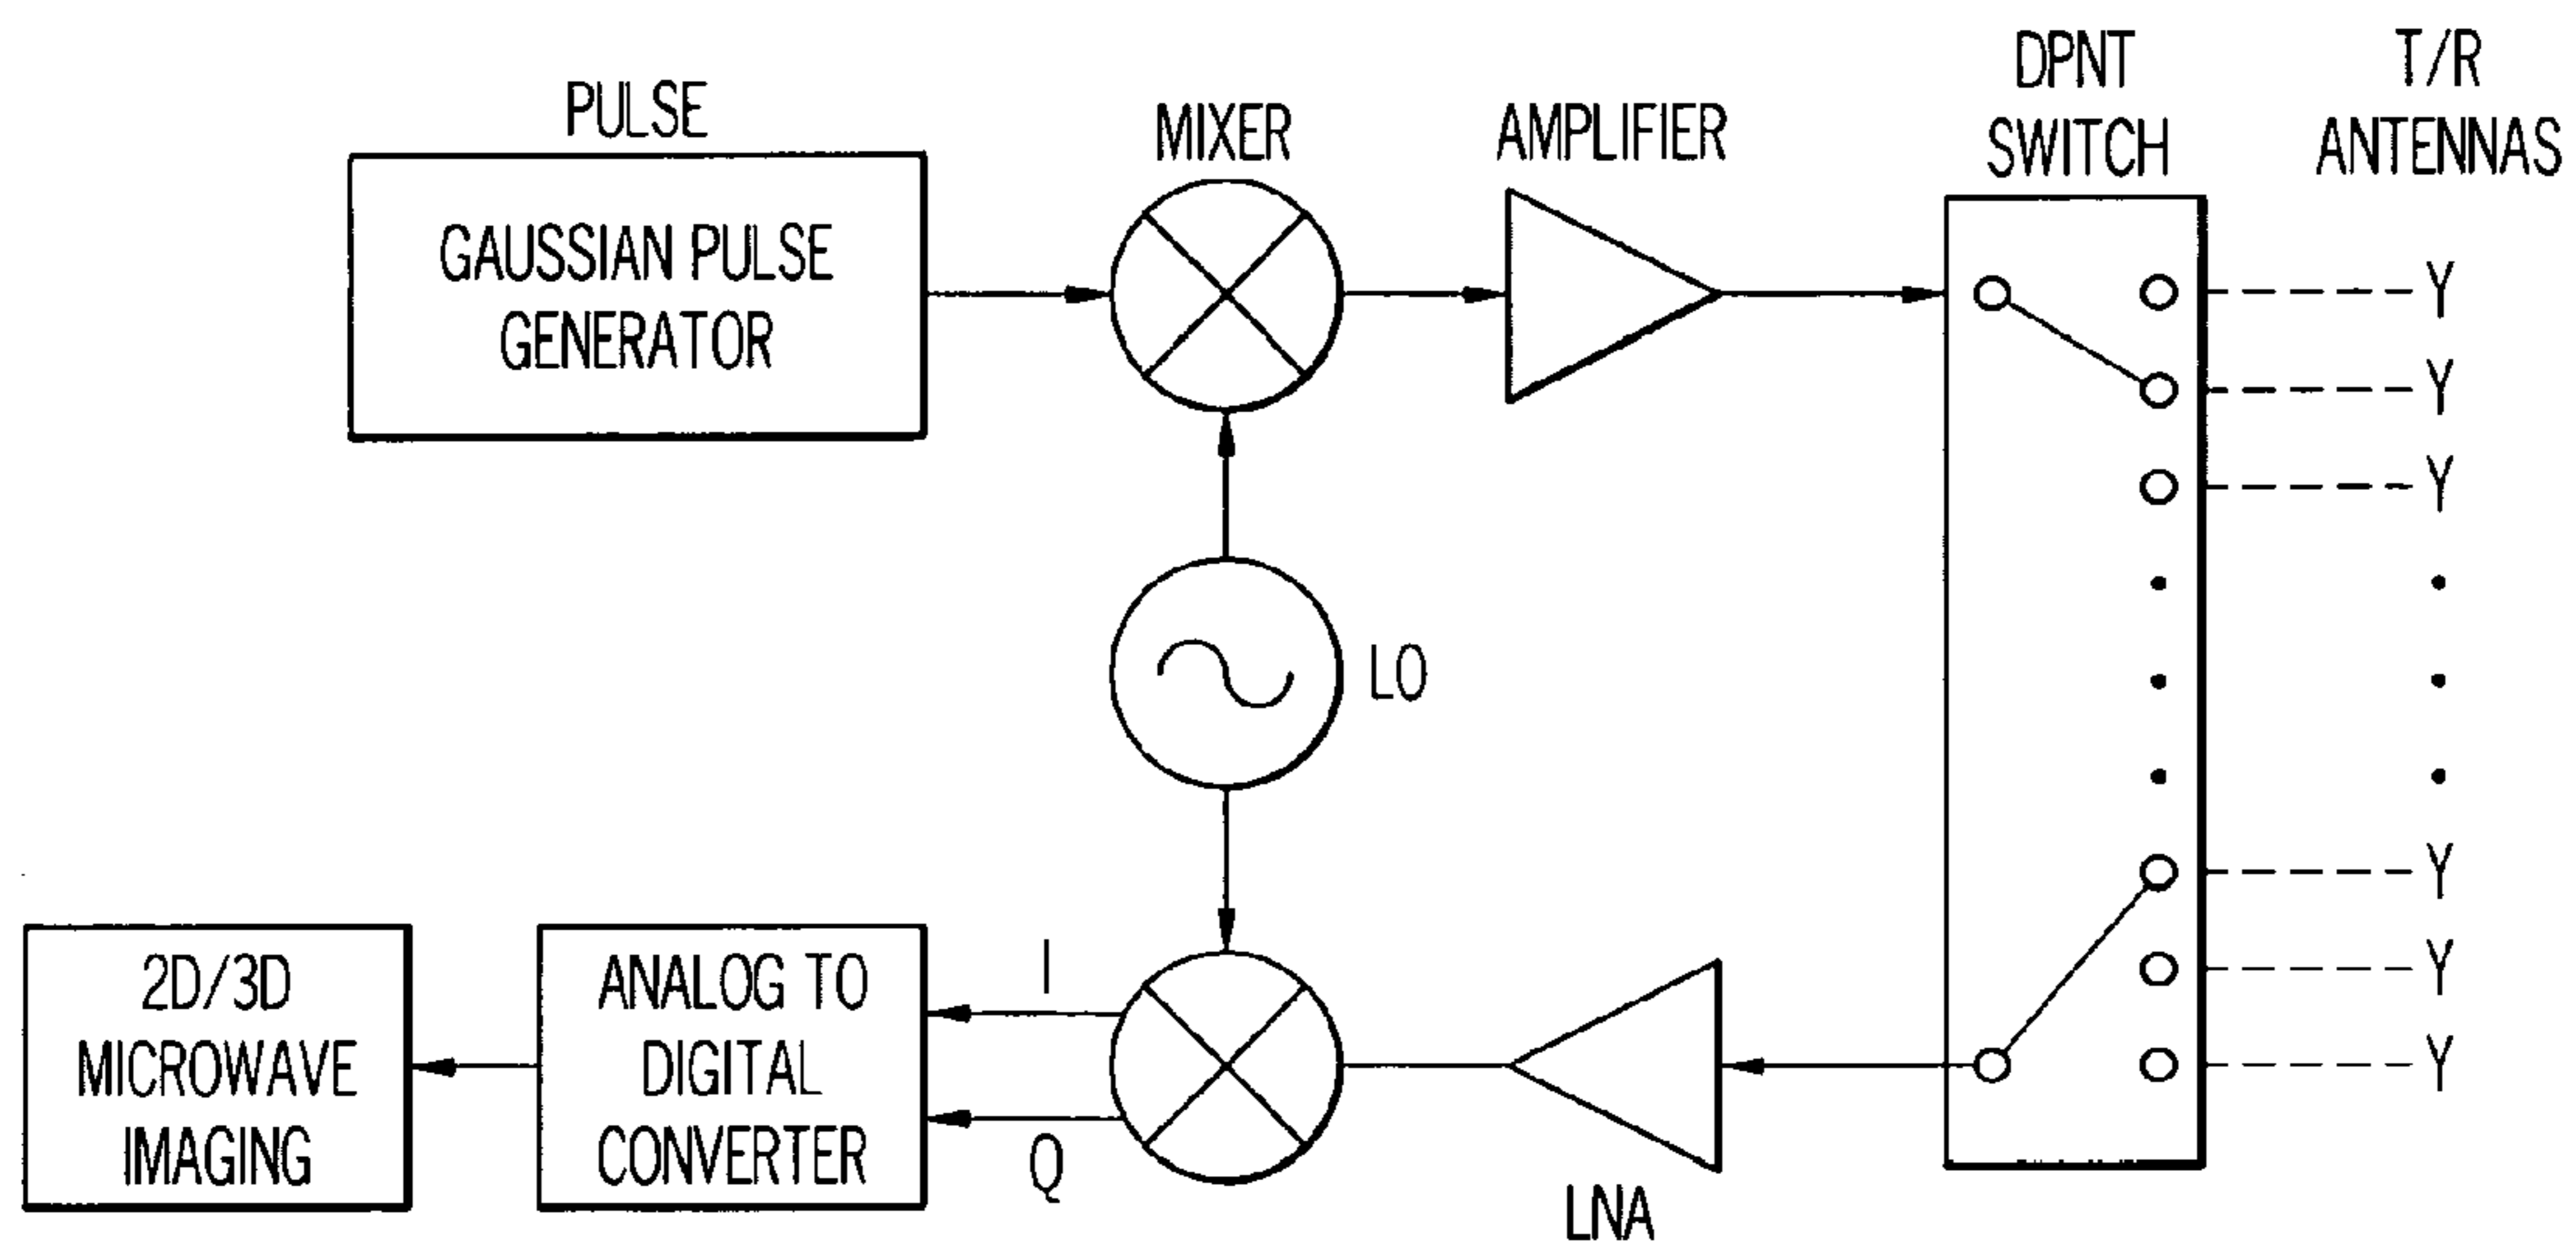 PULSE
GAUSSIAN PULSE
GENERATOR
MIXER
AMPLIFIER
DPNT
SWITCH
T/R
ANTENNAS
Y
Y
Y
LO
Y
Y
Y
2D/3D
MICROWAVE
IMAGING
ANALOG TO
DIGITAL
CONVERTER
I
Q
LNA